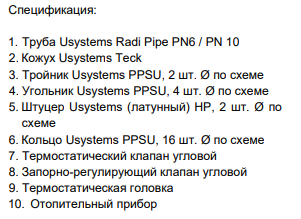 Спецификация:
1. Труба Usystems Radi Pipe PN6 / PN 10
2. Кожух Usystems Teck
3. Тройник Usystems PPSU, 2 шт. Ø по схеме
4. Угольник Usystems PPSU, 4 шт. Ø по схеме
5. Штуцер Usystems (латунный) НР, 2 шт. Ø по
схеме
6. Кольцо Usystems PPSU, 16 шт. Ø по схеме
7. Термостатический клапан угловой
8. Запорно-регулирующий клапан угловой
9. Термостатическая головка
10. Отопительный прибор